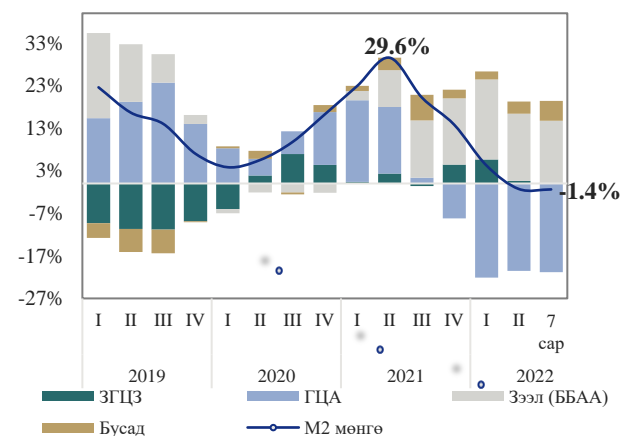 33%
29.6%
23%
13%
3%
-1.4%
-7%
-17%
-27%
I II III IV I II III IV I II III IV I II 7 сар
2019 2020 2021 2022
ЗГЦЗ ГЦА Зээл (ББАА)
Бусад М2 мөнгө